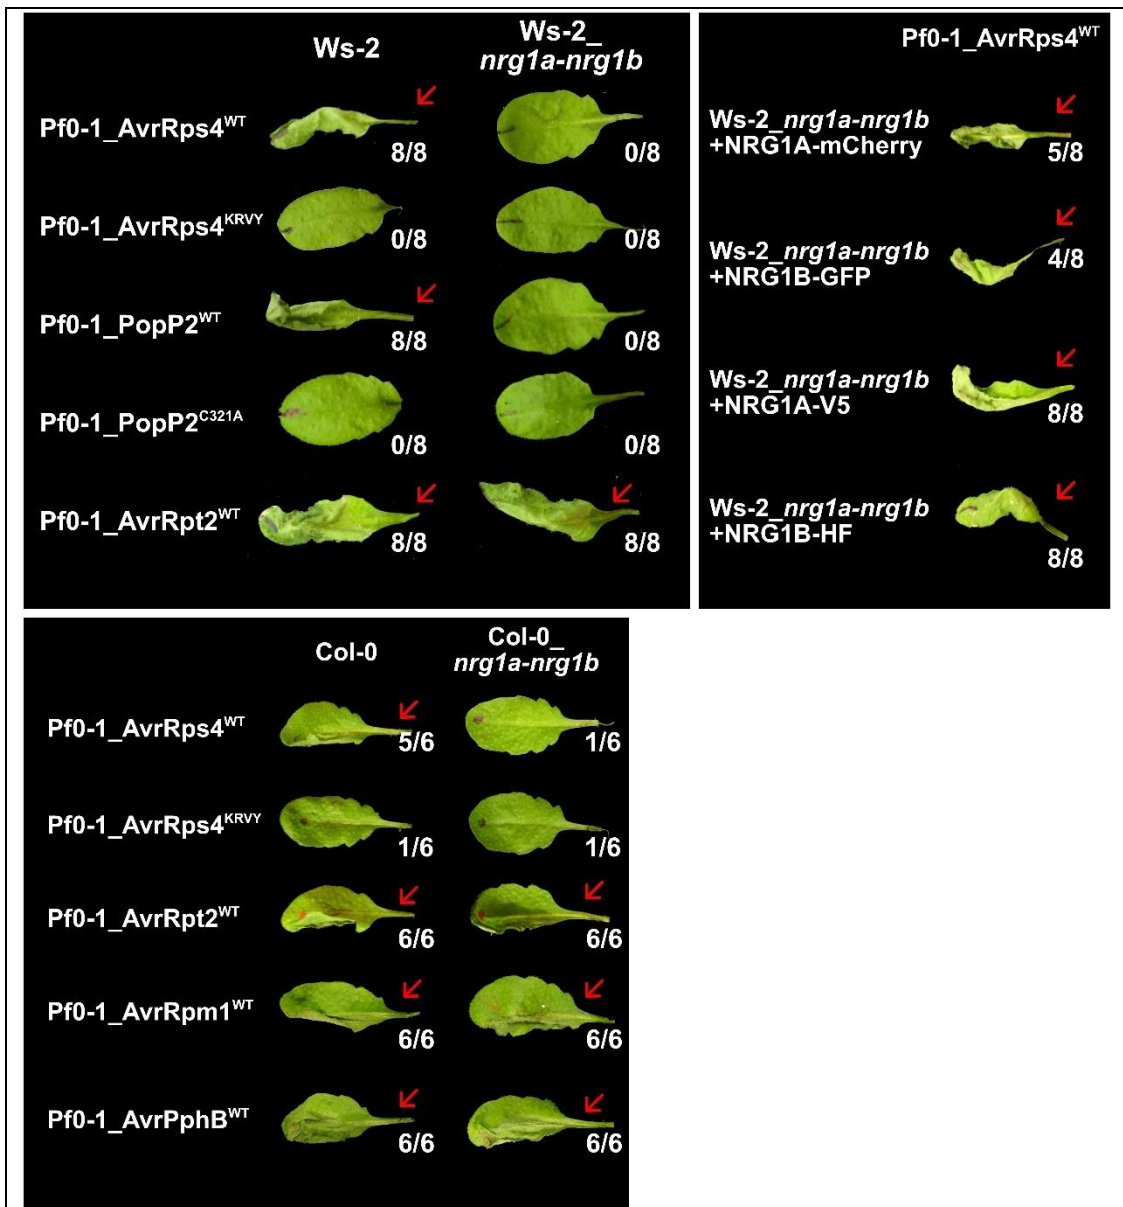 Ws-2
Ws-2_
nrg1a-nrg1b
Pf0-1_AvrRps4WT
8/8
0/8
Pf0-1_AvrRps4KRVY
0/8
0/8
Pf0-1_PopP2WT
8/8
0/8
Pf0-1_PopP2C321A
0/8
0/8
Pf0-1_AvrRpt2WT
8/8
8/8
Pf0-1_AvrRps4WT
Ws-2_nrg1a-nrg1b
+NRG1A-mCherry
5/8
Ws-2_nrg1a-nrg1b
+NRG1B-GFP
4/8
Ws-2_nrg1a-nrg1b
+NRG1A-V5
8/8
Ws-2_nrg1a-nrg1b
+NRG1B-HF
8/8
Col-0
Col-0_
nrg1a-nrg1b
Pf0-1_AvrRps4WT
5/6
1/6
Pf0-1_AvrRps4KRVY
1/6
1/6
Pf0-1_AvrRpt2WT
6/6
6/6
Pf0-1_AvrRpm1WT
6/6
6/6
Pf0-1_AvrPphBWT
6/6
6/6